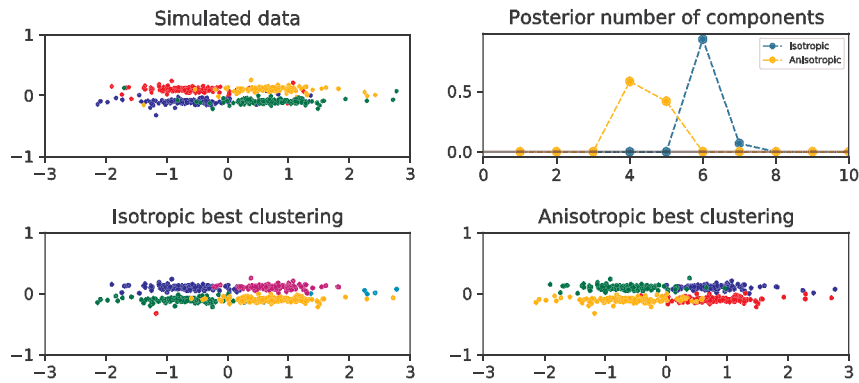 Simulated data
Posterior number of components
1
0
−1
−3 −2 −1 0 1 2 3
Isotropic
Anisotropic
0.5
0.0
0 2 4 6 8 10
Isotropic best clustering
Anisotropic best clustering
1
0
−1
−3 −2 −1 0 1 2 3
1
0
−1
−3 −2 −1 0 1 2 3